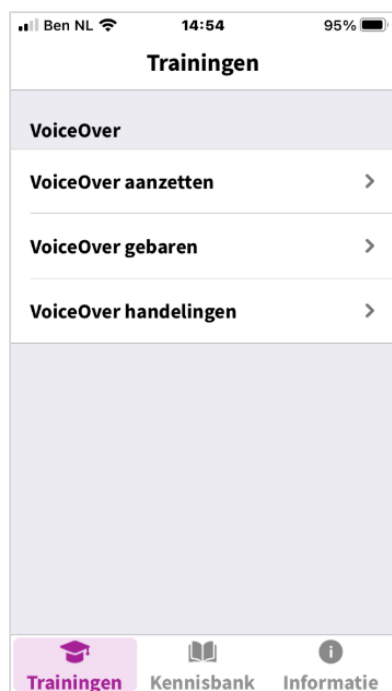 Ben NL 14:54 95%
Trainingen
VoiceOver
VoiceOver aanzetten
VoiceOver gebaren
VoiceOver handelingen
Trainingen Kennisbank Informatie